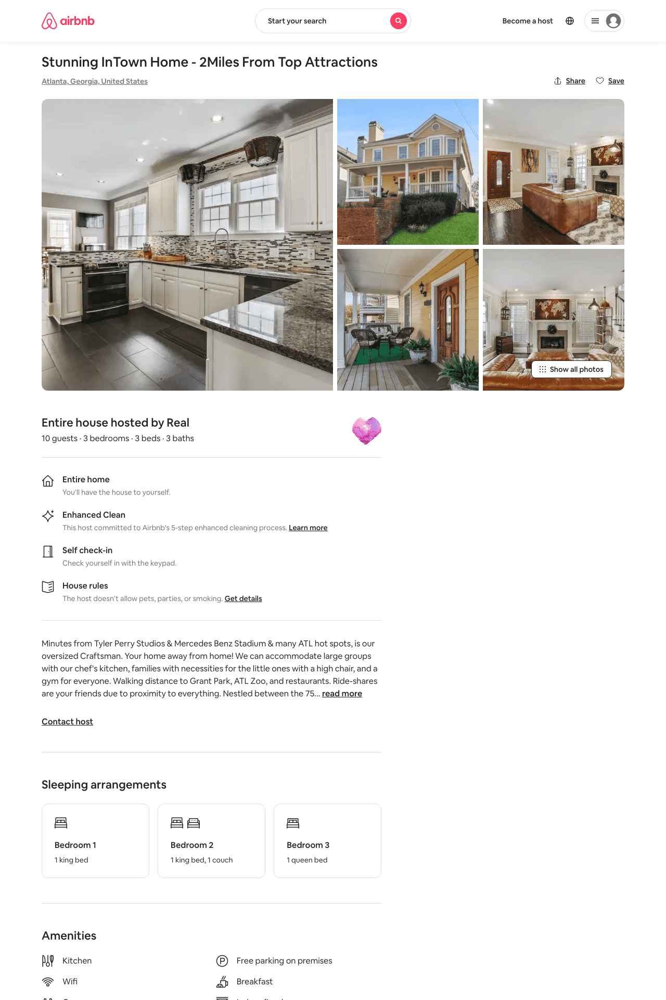 airbnb
Start your search
Become a host
Stunning InTown Home - 2Miles From Top Attractions
Atlanta, Georgia, United States
Share
Save
Show all photos
Entire house hosted by Real
10 guests · 3 bedrooms · 3 beds · 3 baths
Entire home
You'll have the house to yourself.
Enhanced Clean
This host committed to Airbnb's 5-step enhanced cleaning process. Learn more
Self check-in
Check yourself in with the keypad.
House rules
The host doesn't allow pets, parties, or smoking. Get details
Minutes from Tyler Perry Studios & Mercedes Benz Stadium & many ATL hot spots, is our
oversized Craftsman. Your home away from home! We can accommodate large groups
with our chef's kitchen, families with necessities for the little ones with a high chair, and a
gym for everyone. Walking distance to Grant Park, ATL Zoo, and restaurants. Ride-shares
are your friends due to proximity to everything. Nestled between the 75... read more
Contact host
Sleeping arrangements
Bedroom 1
1 king bed
Bedroom 2
1 king bed, 1 couch
Bedroom 3
1 queen bed
Amenities
Kitchen
Free parking on premises
Wifi
Breakfast